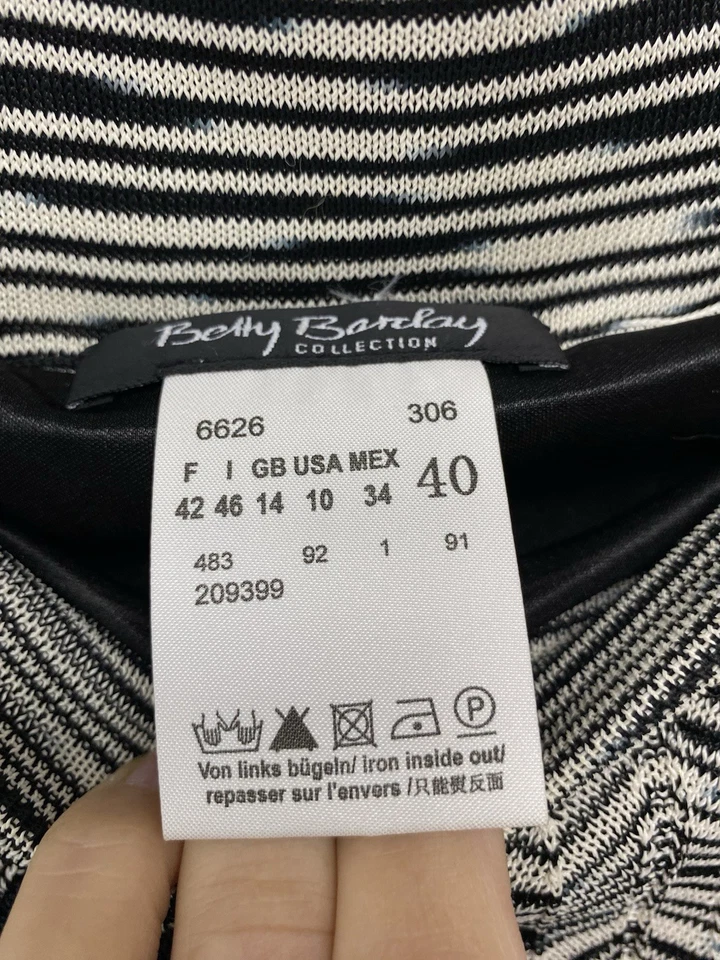 Betty Barclay
COLLECTION
6626 306
F I GB USA MEX 40
42 46 14 10 34
483 92 1 91
209399
P
Von links bügeln/ iron inside out/
repasser sur l'envers /只能熨反面